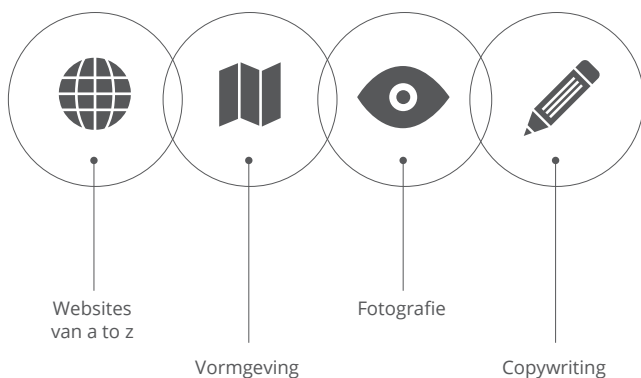 Websites
van a to z
Fotografie
Vormgeving
Copywriting